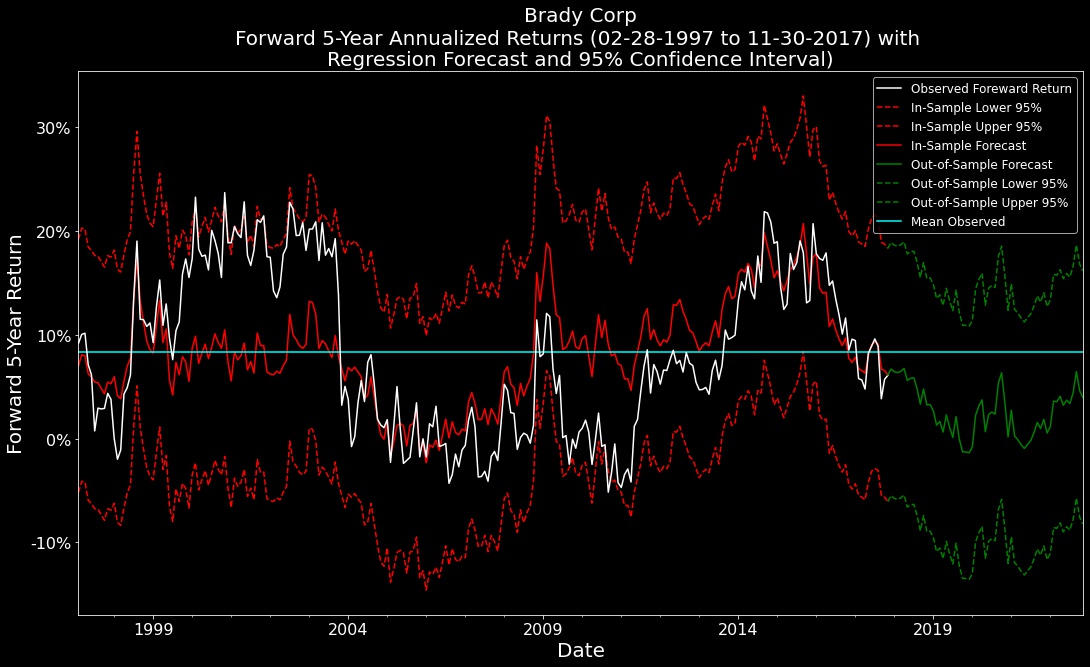 Brady Corp
Forward 5-Year Annualized Returns (02-28-1997 to 11-30-2017) with
Regression Forecast and 95% Confidence Interval)
Observed Foreward Return
In-Sample Lower 95%
In-Sample Upper 95%
In-Sample Forecast
Out-of-Sample Forecast
Out-of-Sample Lower 95%
Out-of-Sample Upper 95%
Mean Observed
Forward 5-Year Return
30%
20%
10%
0%
-10%
1999
2004
2009
2014
2019
Date